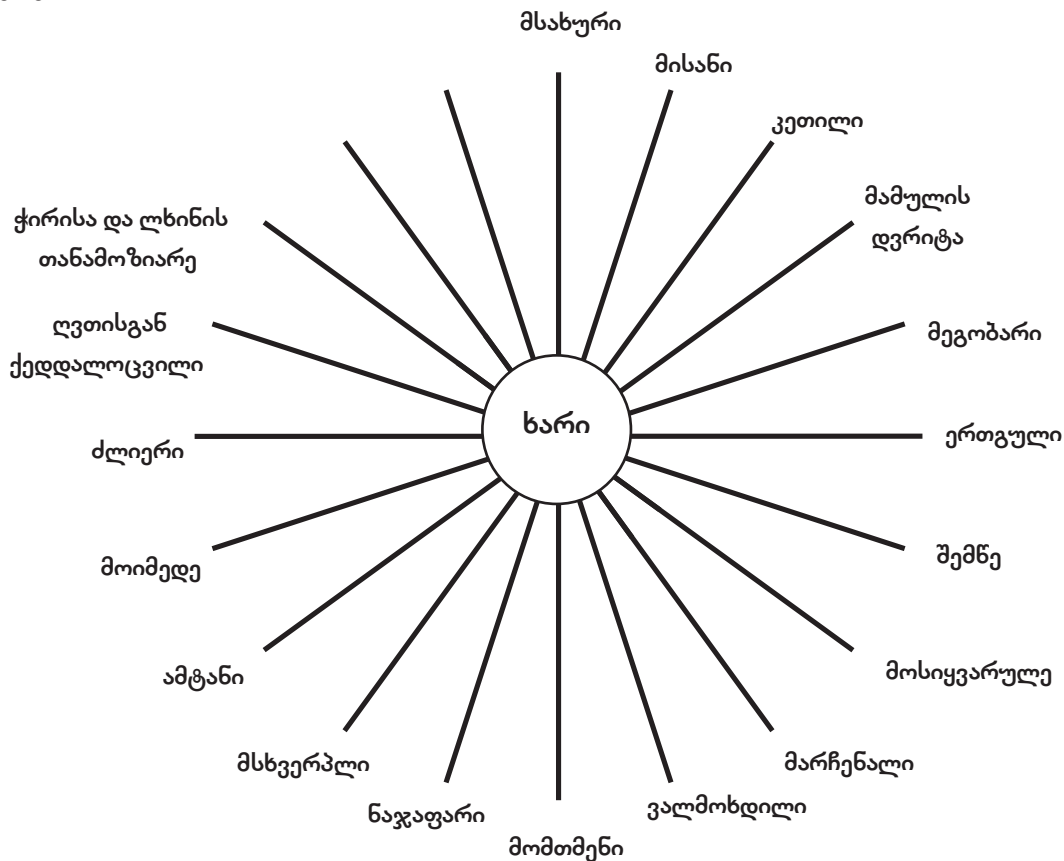 მსახური
მისანი
კეთილი
მამულის
დვრიტა
მეგობარი
ერთგული
შემწე
მოსიყვარულე
მარჩენალი
ვალმოხდილი
მომთმენი
ნაჯაფარი
მსხვერპლი
ამტანი
მოიმედე
ძლიერი
ღვთისგან
ქედდალოცვილი
ჭირისა და ლხინის
თანამოზიარე
ხარი